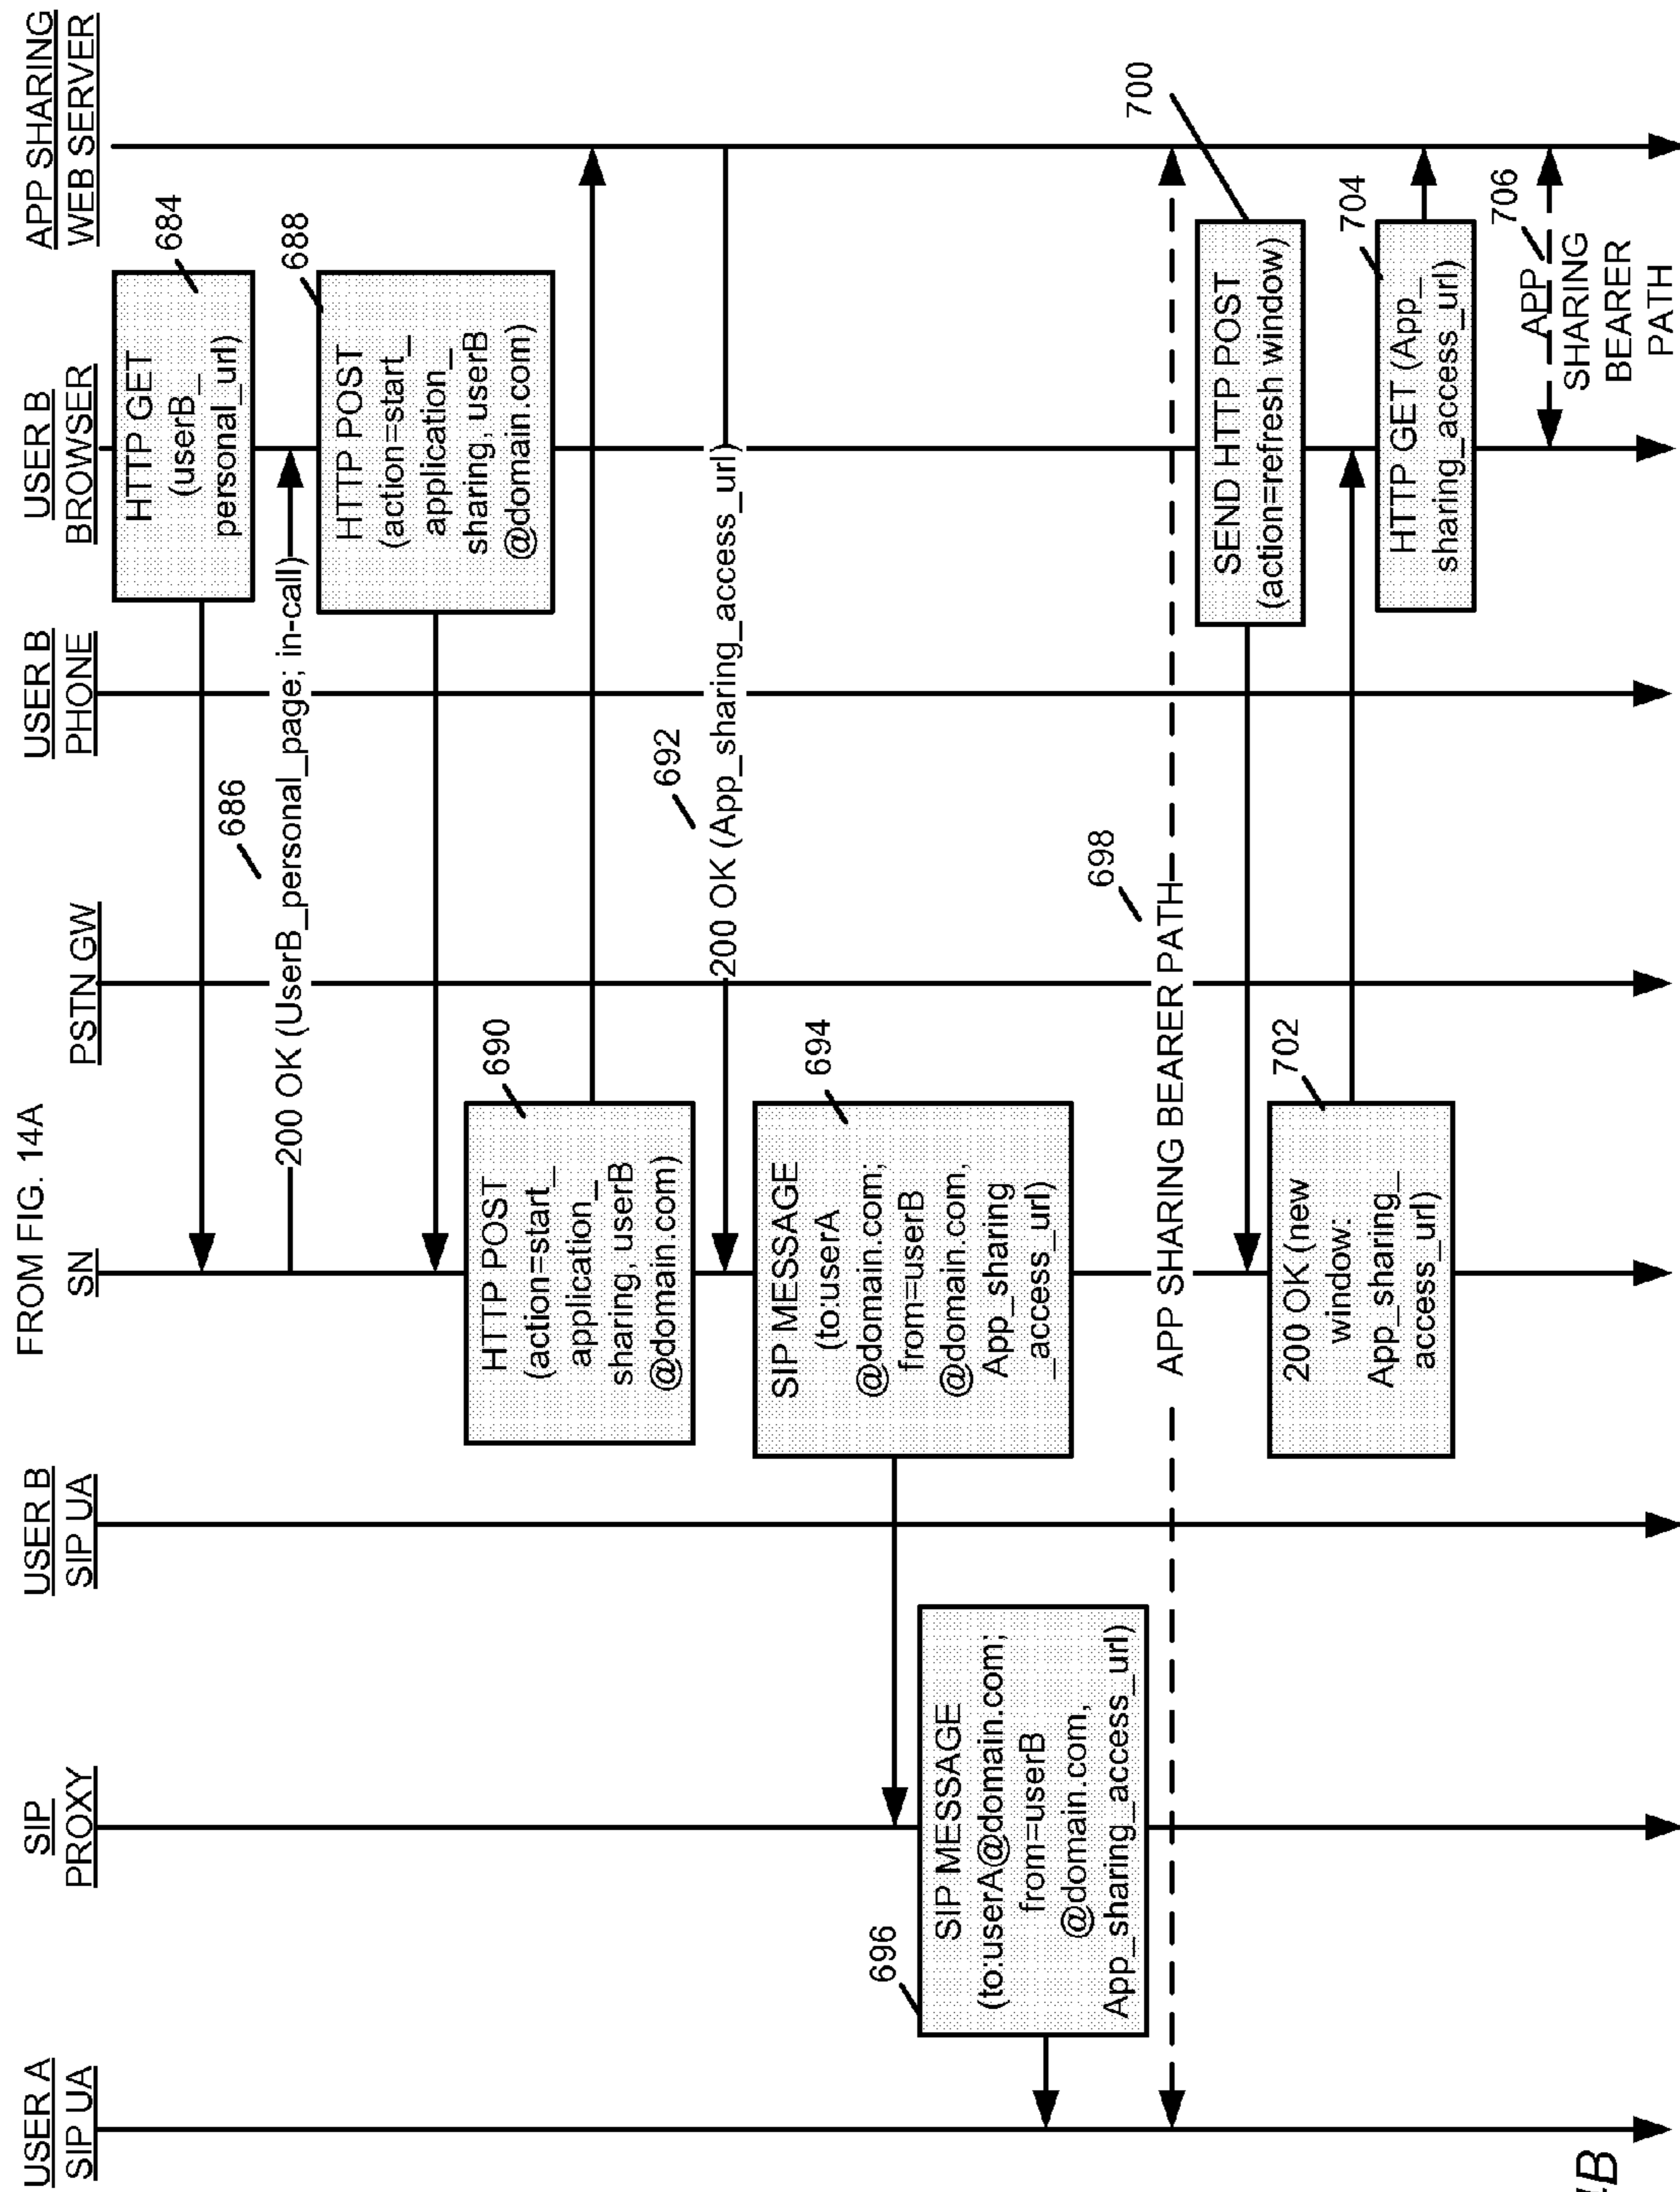 FROM FIG. 14A
USER A
SIP UA
SIP
PROXY
USER B
SIP UA
SN
PSTN GW
USER B
PHONE
USER B
BROWSER
APP SHARING
WEB SERVER
HTTP GET
(userB_
personal_url)
684
686
200 OK (UserB_personal_page; in-call)
HTTP POST
(action=start_
application_
sharing, userB
@domain.com)
688
HTTP POST
(action=start_
application_
sharing, userB
@domain.com)
690
692
200 OK (App_sharing_access_url)
SIP MESSAGE
(to:userA
@domain.com;
from=userB
@domain.com,
App_sharing
_access_url)
694
696
SIP MESSAGE
(to:userA@domain.com;
from=userB
@domain.com,
App_sharing_access_url)
698
APP SHARING BEARER PATH
700
SEND HTTP POST
(action=refresh window)
702
200 OK (new
window:
App_sharing_
access_url)
704
HTTP GET (App_
sharing_access_url)
706
APP
SHARING
BEARER
PATH